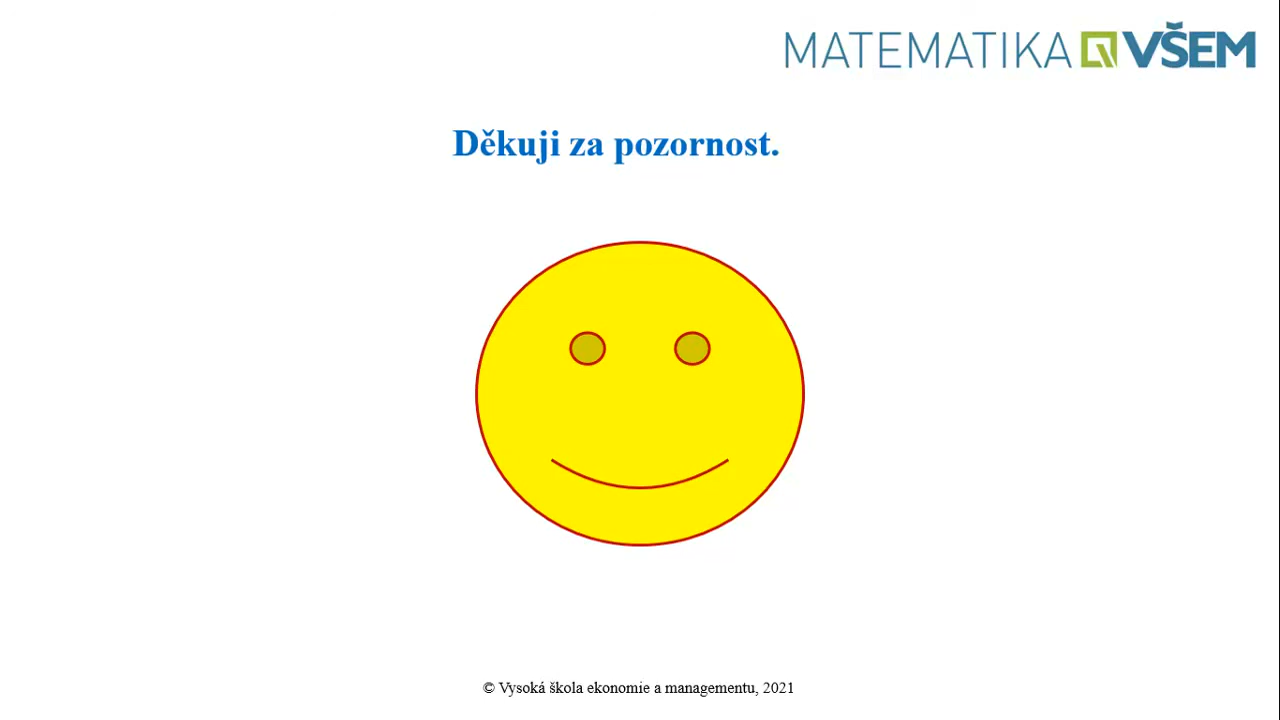 MATEMATIKA VŠEM
Děkuji za pozornost.
© Vysoká škola ekonomie a managementu, 2021